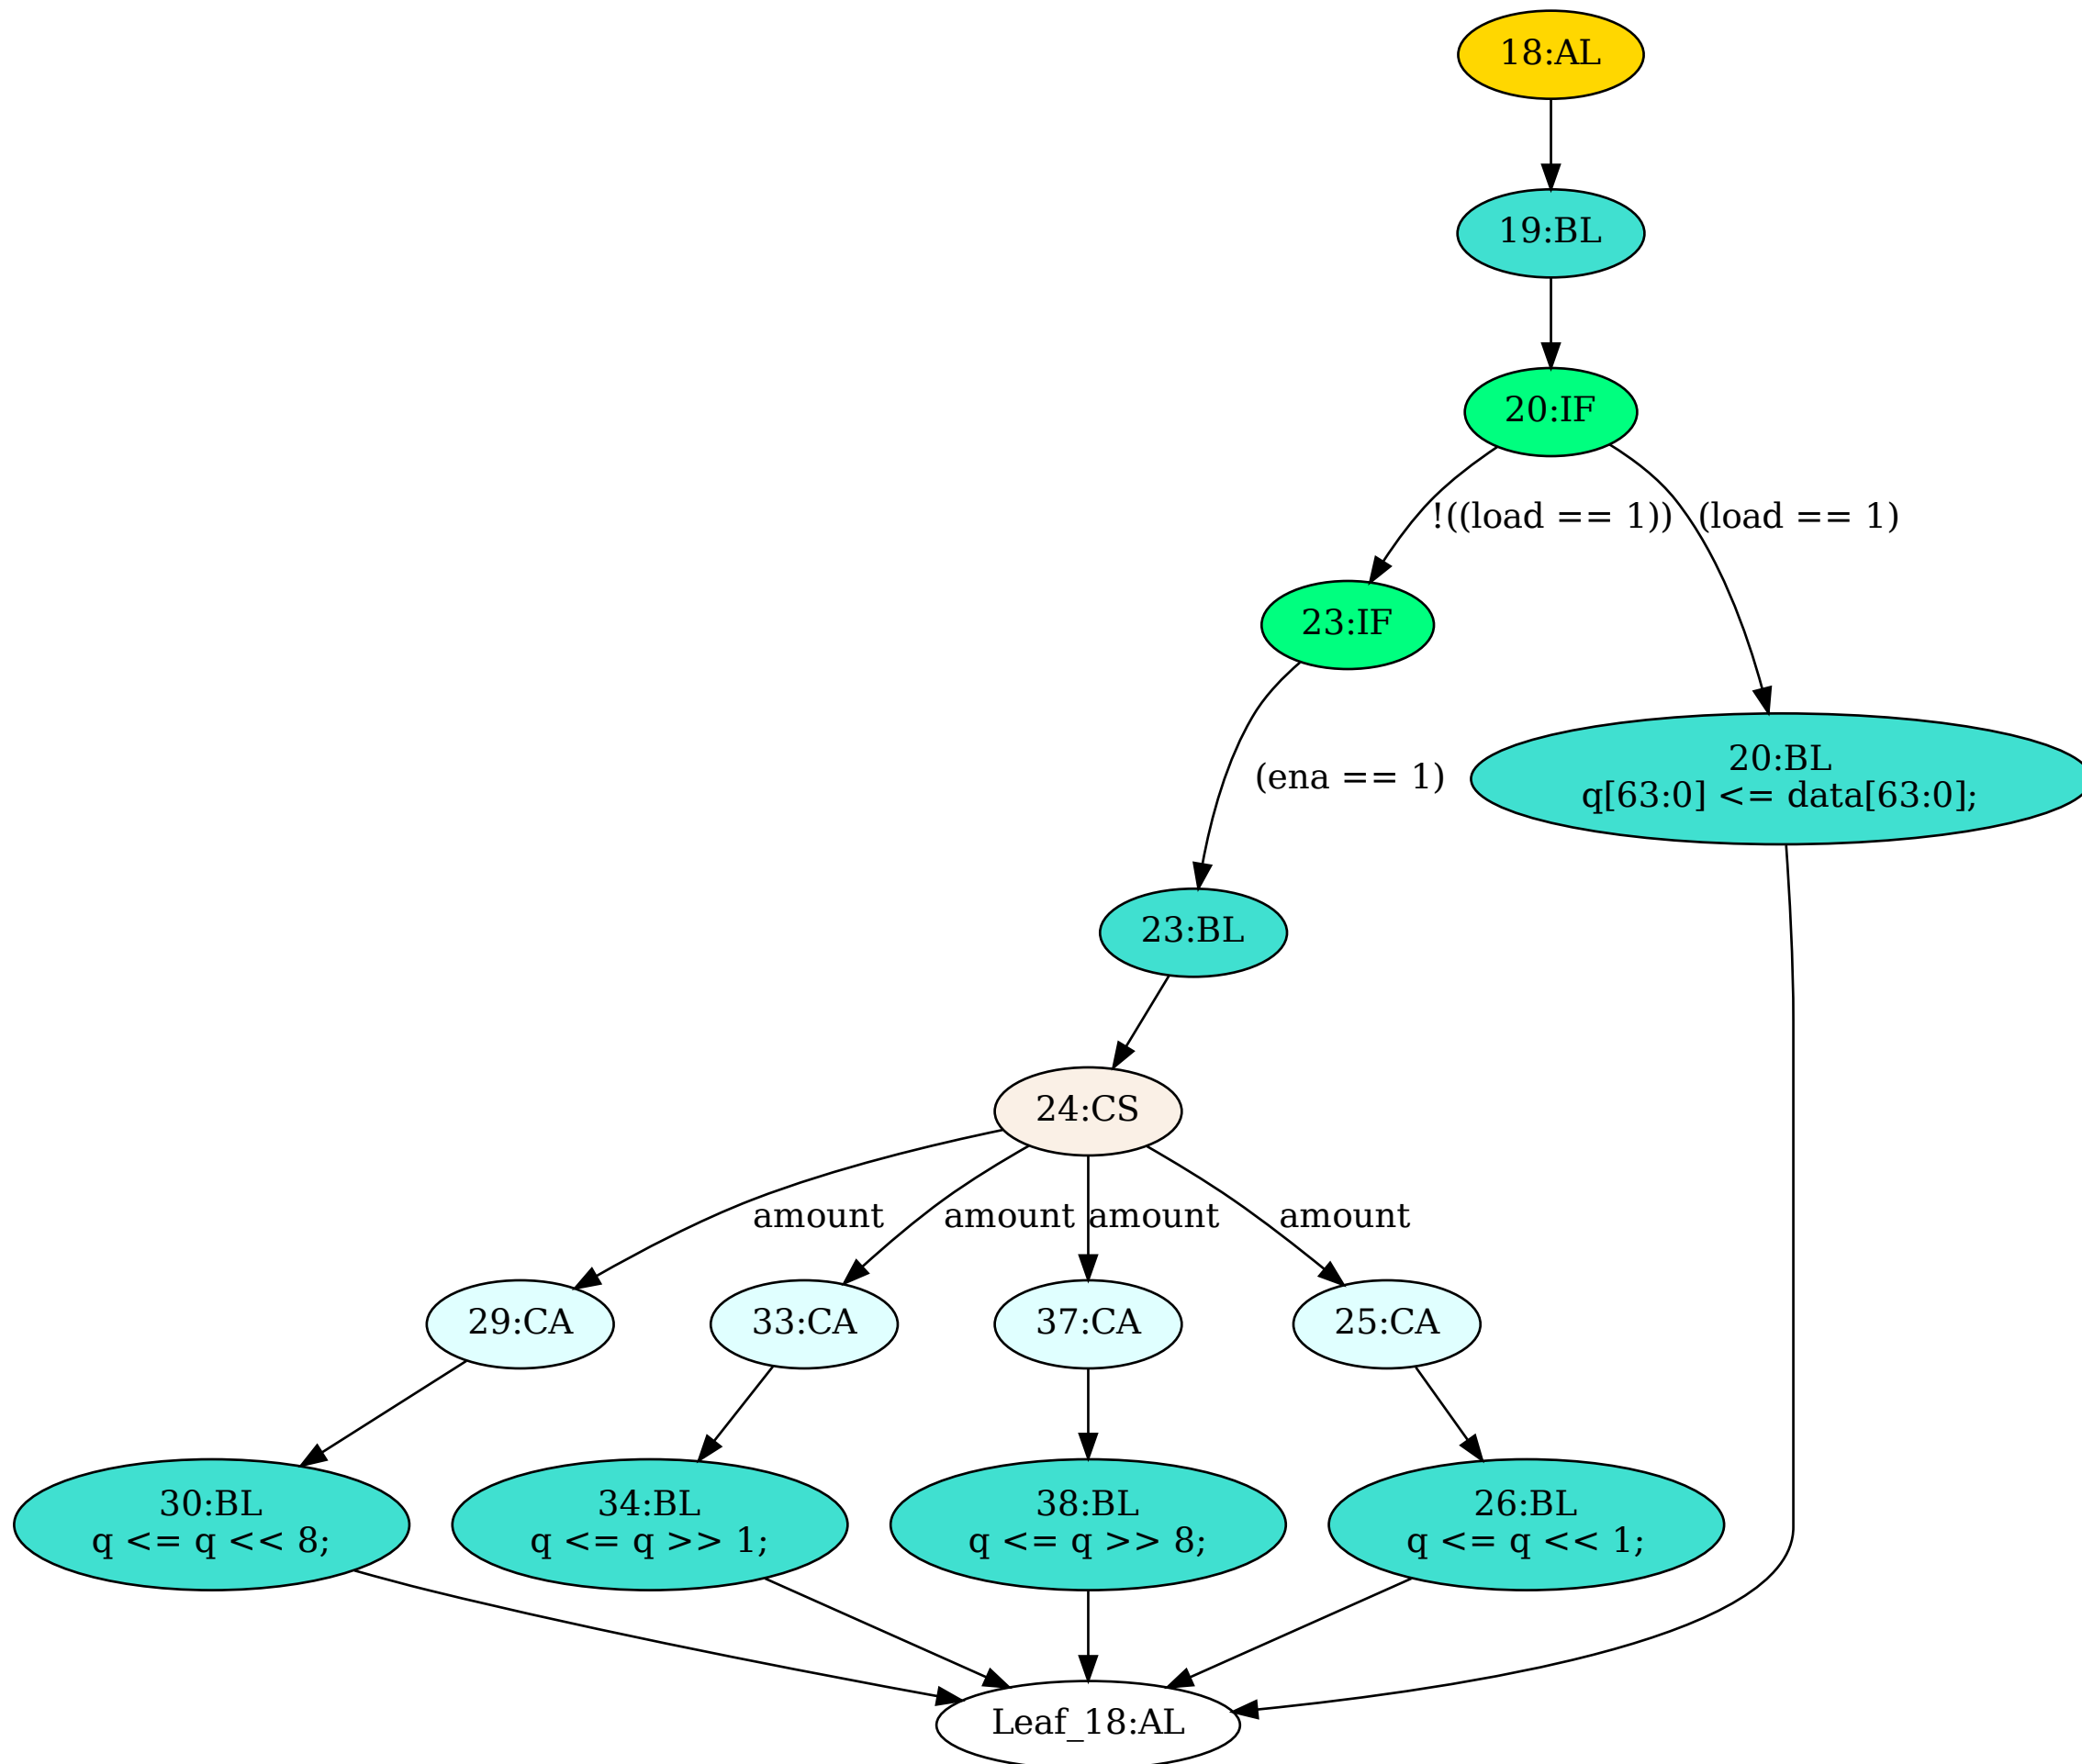 18:AL
19:BL
20:IF
!((load == 1))
(load == 1)
23:IF
(ena == 1)
20:BL
q[63:0] <= data[63:0];
23:BL
24:CS
amount
amount
amount
amount
29:CA
33:CA
37:CA
25:CA
30:BL
q <= q << 8;
34:BL
q <= q >> 1;
38:BL
q <= q >> 8;
26:BL
q <= q << 1;
Leaf_18:AL